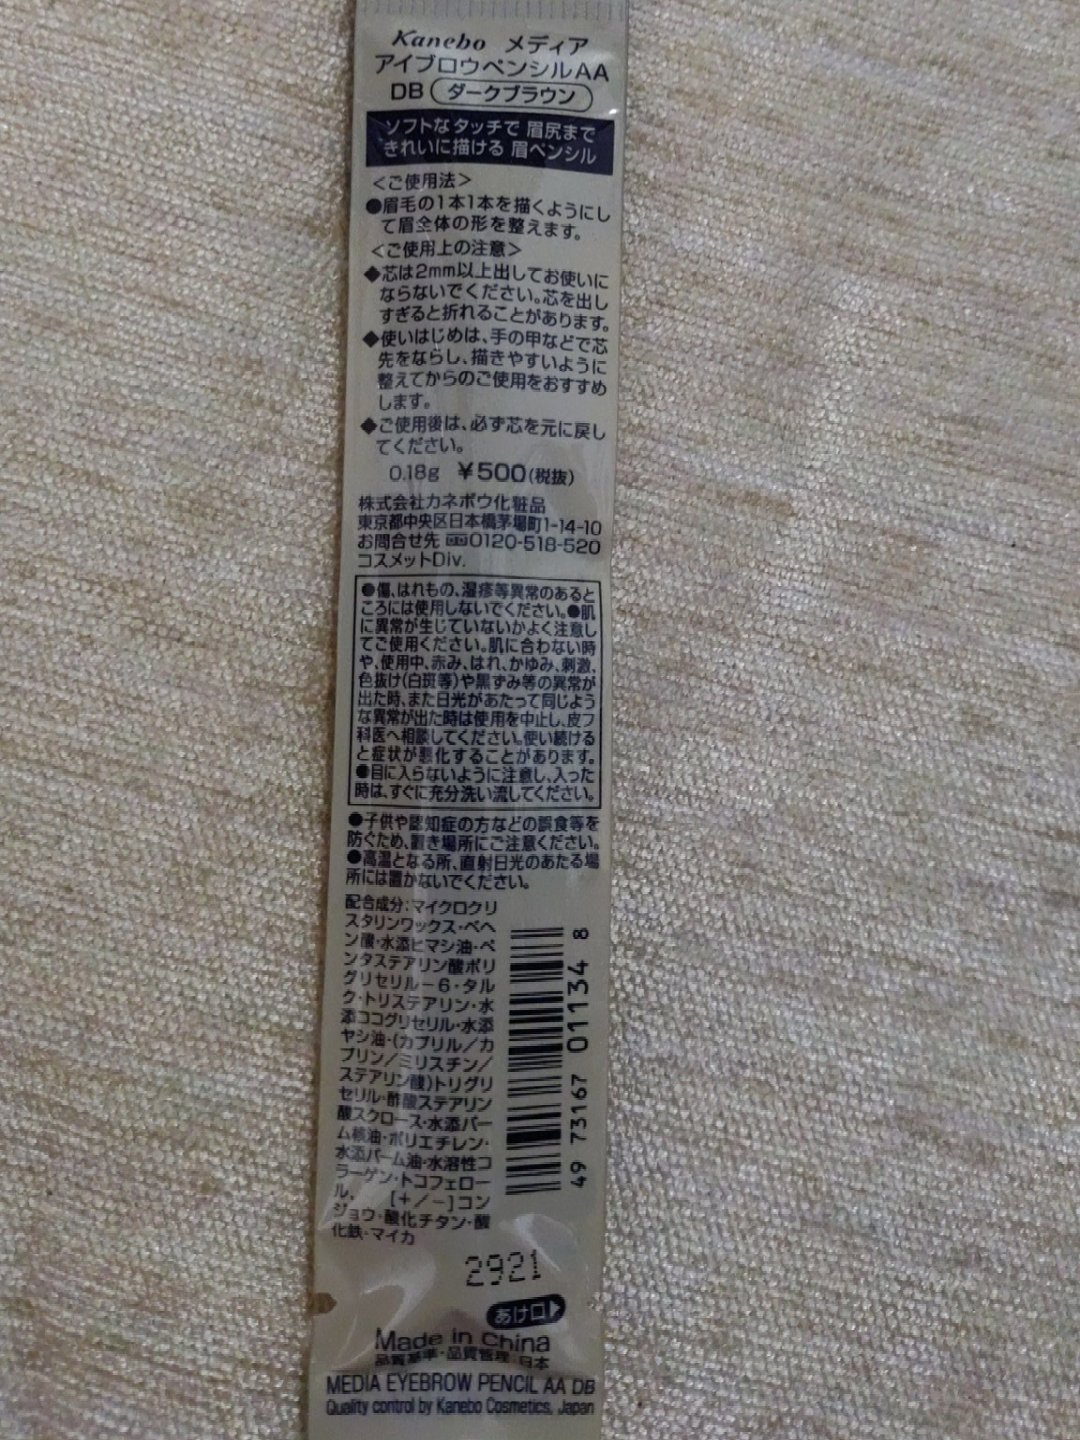 Kanebo メディア
アイブロウペンシルAA
DB ダークブラウン
ソフトなタッチで 眉尻まで
きれいに描ける 眉ペンシル
＜ご使用法＞
●眉毛の1本1本を描くようにし
て眉全体の形を整えます。
＜ご使用上の注意＞
◆芯は2mm以上出してお使いに
ならないでください。芯を出し
すぎると折れることがあります。
◆使いはじめは、手の甲などで芯
先をならし、描きやすいように
整えてからのご使用をおすすめ
します。
◆ご使用後は、必ず芯を元に戻し
てください。
0.18g ¥500(税抜)
株式会社カネボウ化粧品
東京都中央区日本橋茅場町1-14-10
お問合せ先 0120-518-520
コスメットDiv.
●傷、はれもの、湿疹等異常のあると
ころには使用しないでください。●肌
に異常が生じていないかよく注意し
てご使用ください。肌に合わない時
や、使用中、赤み、はれ、かゆみ、刺激、
色抜け(白斑等)や黒ずみ等の異常が
出た時、また日光があたって同じよう
な異常が出た時は使用を中止し、皮フ
科医へ相談してください。使い続ける
と症状が悪化することがあります。
●目に入らないように注意し、入った
時は、すぐに充分洗い流してください。
●子供や認知症の方などの誤食等を
防ぐため、置き場所にご注意ください。
●高温となる所、直射日光のあたる場
所には置かないでください。
配合成分：マイクロクリ
スタリンワックス・ベヘ
ン酸・水添ヒマシ油・ペ
ンタステアリン酸ポリ
グリセリル－6・タル
ク・トリステアリン・水
添ココグリセリル・水添
ヤシ油・(カプリル／カ
プリン／ミリスチン／
ステアリン酸)トリグリ
セリル・酢酸ステアリン
酸スクロース・水添パー
ム核油・ポリエチレン・
水添パーム油・水溶性コ
ラーゲン・トコフェロー
ル、 [＋／－]コン
ジョウ・酸化チタン・酸
化鉄・マイカ
49 73167 01134 8
2921
あけ口▶
Made in China
品質基準・品質管理 日本
MEDIA EYEBROW PENCIL AA DB
Quality control by Kanebo Cosmetics, Japan